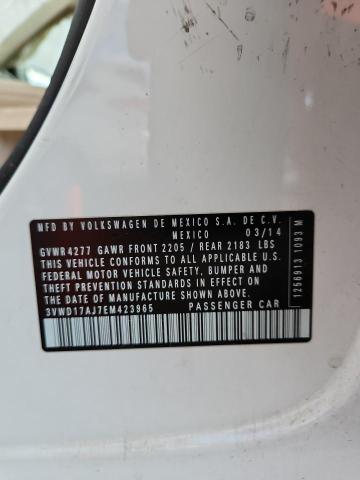 MFD BY VOLKSWAGEN DE MEXICO S.A. DE C.V.
MEXICO 03/14
GVWR4277 GAWR FRONT 2205 / REAR 2183 LBS
THIS VEHICLE CONFORMS TO ALL APPLICABLE
FEDERAL MOTOR VEHICLE SAFETY, BUMPER AND
THEFT PREVENTION STANDARDS IN EFFECT ON
THE DATE OF MANUFACTURE SHOWN ABOVE
3VWD17AJ7EM423965 PASSENGER CAR
1256913 1093 M